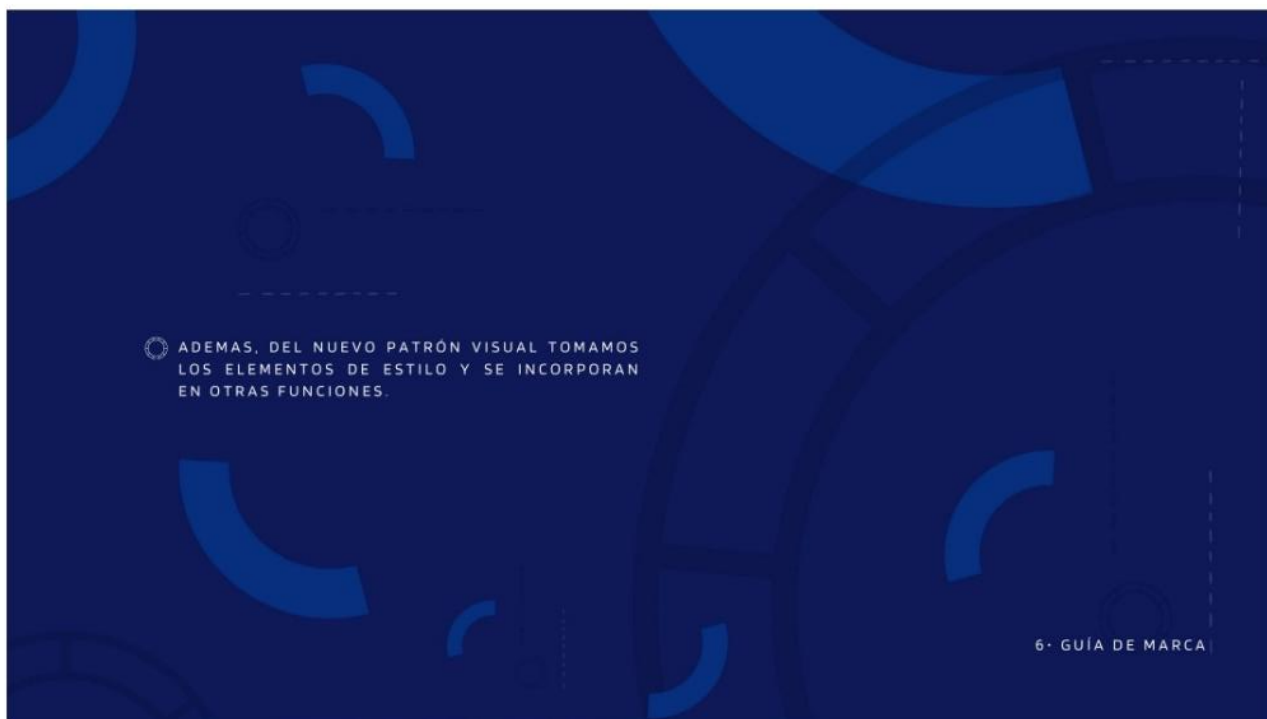 ADEMAS, DEL NUEVO PATRÓN VISUAL TOMAMOS
LOS ELEMENTOS DE ESTILO Y SE INCORPORAN
EN OTRAS FUNCIONES.
6• GUÍA DE MARCA